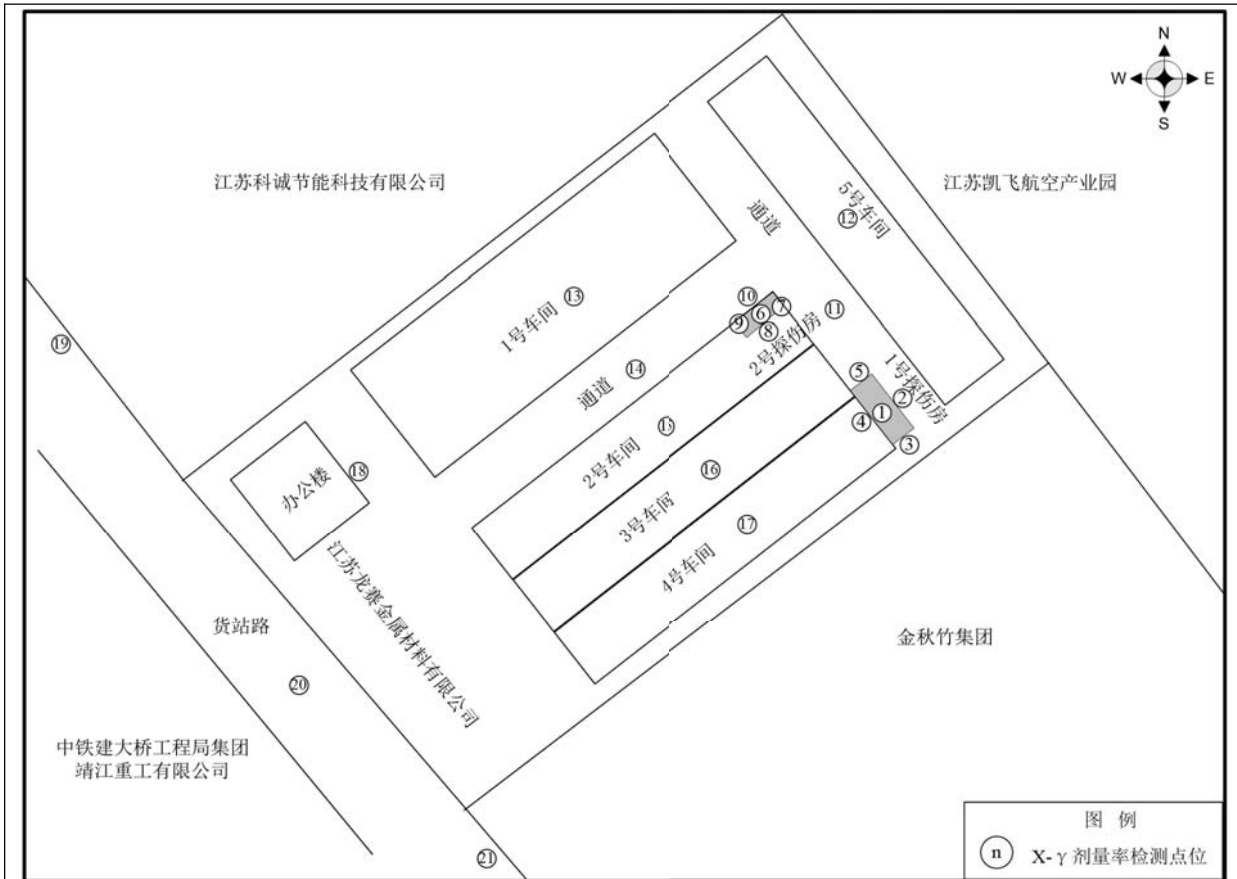 N
W
E
S
江苏科诚节能科技有限公司
江苏凯飞航空产业园
5号车间
⑫
通道
1号车间
⑬
⑩
⑨
⑥
⑦
⑧
⑪
2号探伤房
通道
⑭
⑲
⑤
1号探伤房
②
①
④
③
2号车间
⑮
3号车间
⑯
4号车间
⑰
办公楼
⑱
江苏龙赛金属材料有限公司
货站路
⑳
金秋竹集团
中铁建大桥工程局集团
靖江重工有限公司
㉑
图 例
n X-γ剂量率检测点位